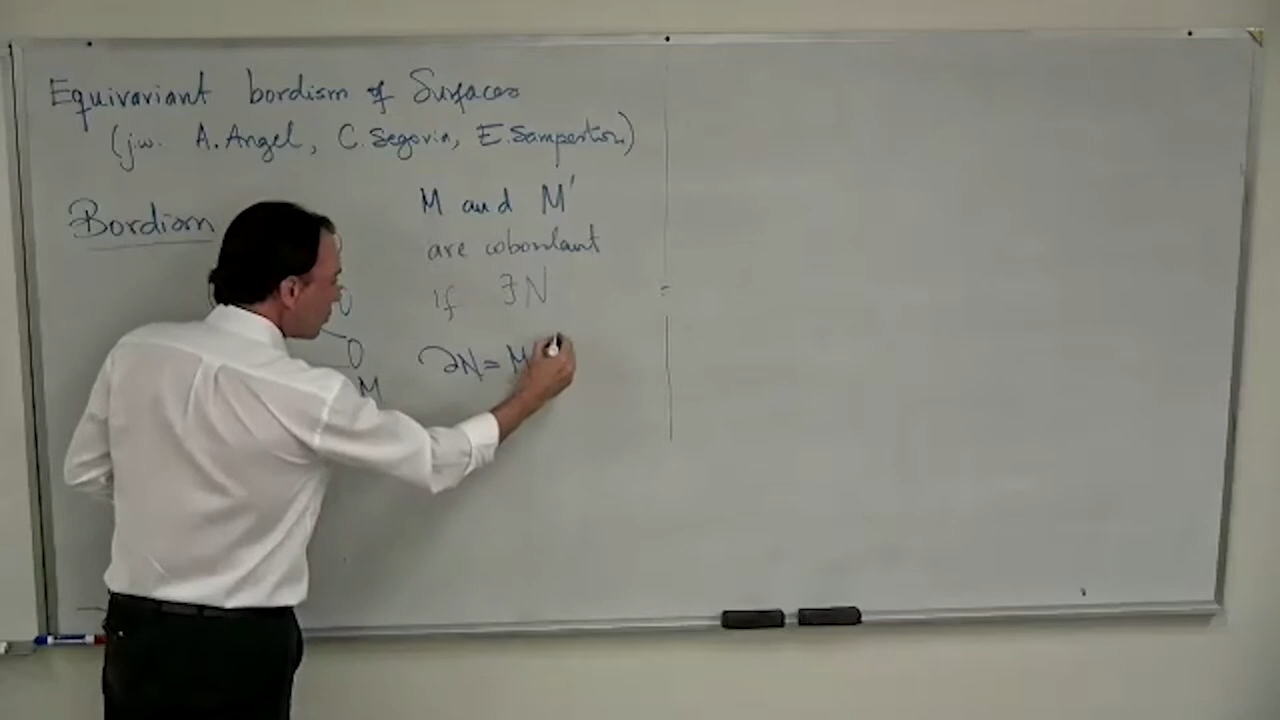 Equivariant bordism of Surfaces
(j.w. A. Angel, C. Segovia, E. Samperton)
Bordism
M and M'
are cobordant
if ∃N
∂N = M
M